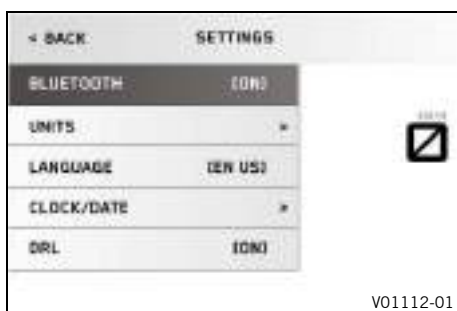 < BACK SETTINGS
BLUETOOTH [ON]
UNITS »
LANGUAGE [EN US]
CLOCK/DATE »
DRL [ON]
V01112-01